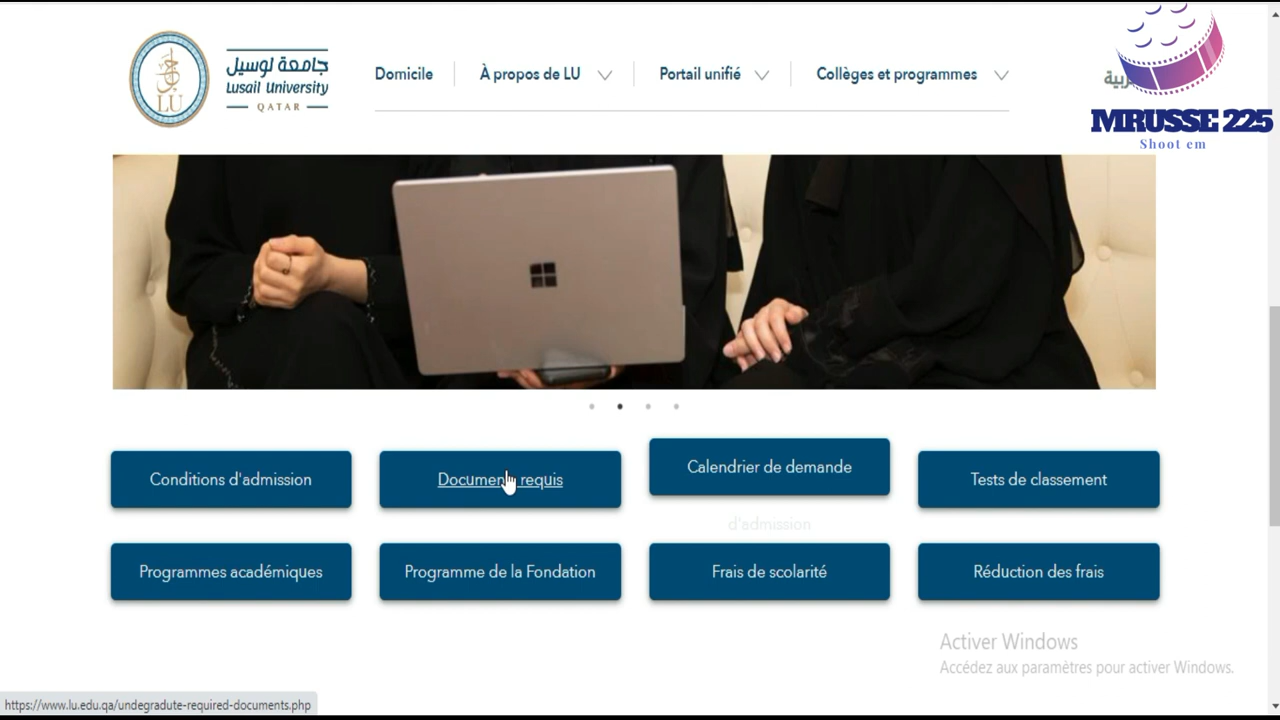 جامعة لوسيل
Lusail University
QATAR
LU
Domicile
À propos de LU
Portail unifié
Collèges et programmes
MRUSSE 225
Shoot em
Conditions d'admission
Documents requis
Calendrier de demande
d'admission
Tests de classement
Programmes académiques
Programme de la Fondation
Frais de scolarité
Réduction des frais
Activer Windows
Accédez aux paramètres pour activer Windows.
https://www.lu.edu.qa/undegradute-required-documents.php